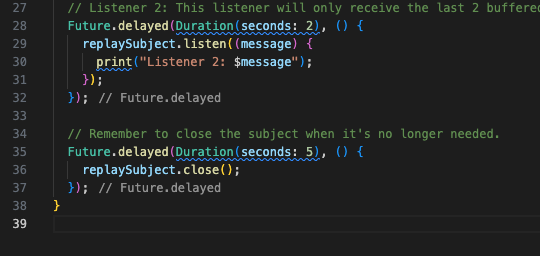 27 // Listener 2: This listener will only receive the last 2 buffered
28 Future.delayed(Duration(seconds: 2), () {
29 replaySubject.listen((message) {
30 print("Listener 2: $message");
31 });
32 }); // Future.delayed
33
34 // Remember to close the subject when it's no longer needed.
35 Future.delayed(Duration(seconds: 5), () {
36 replaySubject.close();
37 }); // Future.delayed
38 }
39